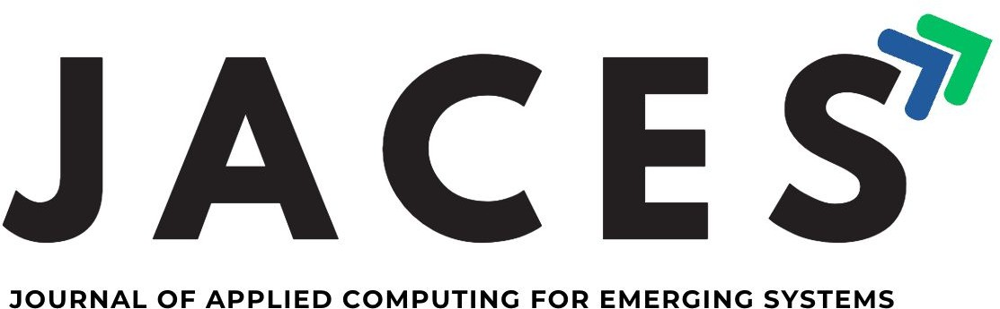 JACES
JOURNAL OF APPLIED COMPUTING FOR EMERGING SYSTEMS